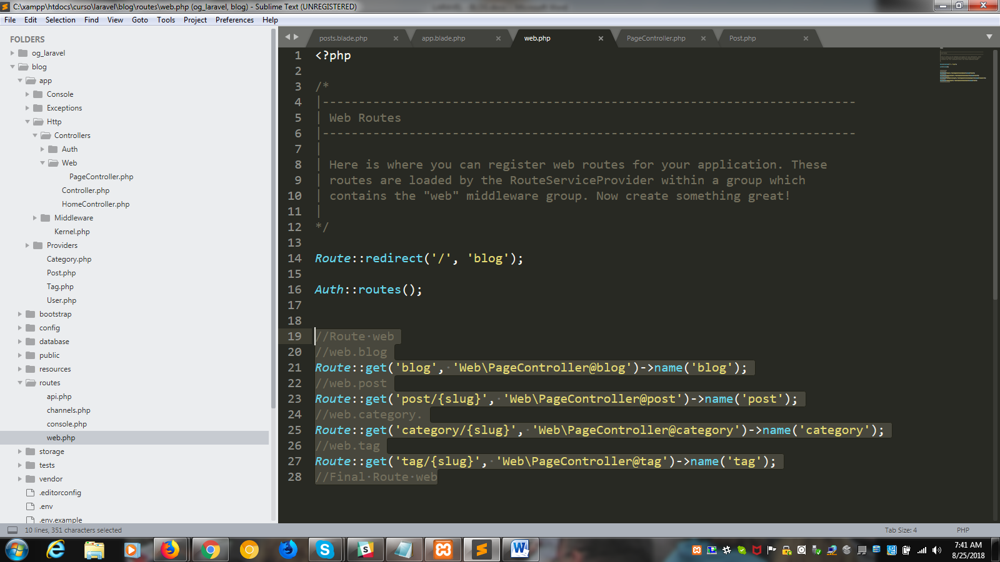 C:\xampp\htdocs\curso\laravel\blog\routes\web.php (og_laravel, blog) - Sublime Text (UNREGISTERED)
File Edit Selection Find View Goto Tools Project Preferences Help
FOLDERS
og_laravel
blog
app
Console
Exceptions
Http
Controllers
Auth
Web
PageController.php
Controller.php
HomeController.php
Middleware
Kernel.php
Providers
Category.php
Post.php
Tag.php
User.php
bootstrap
config
database
public
resources
routes
api.php
channels.php
console.php
web.php
storage
tests
vendor
.editorconfig
.env
.env.example
posts.blade.php app.blade.php web.php PageController.php Post.php
1 <?php
2
3 /*
4 |--------------------------------------------------------------------------
5 | Web Routes
6 |--------------------------------------------------------------------------
7 |
8 | Here is where you can register web routes for your application. These
9 | routes are loaded by the RouteServiceProvider within a group which
10 | contains the "web" middleware group. Now create something great!
11 |
12 */
13
14 Route::redirect('/', 'blog');
15
16 Auth::routes();
17
18
19 //Route·web
20 //web.blog
21 Route::get('blog',·'Web\PageController@blog')->name('blog');
22 //web.post
23 Route::get('post/{slug}',·'Web\PageController@post')->name('post');
24 //web.category.
25 Route::get('category/{slug}',·'Web\PageController@category')->name('category');
26 //web.tag
27 Route::get('tag/{slug}',·'Web\PageController@tag')->name('tag');
28 //Final·Route·web
10 lines, 351 characters selected
Tab Size: 4
PHP
7:41 AM
8/25/2018